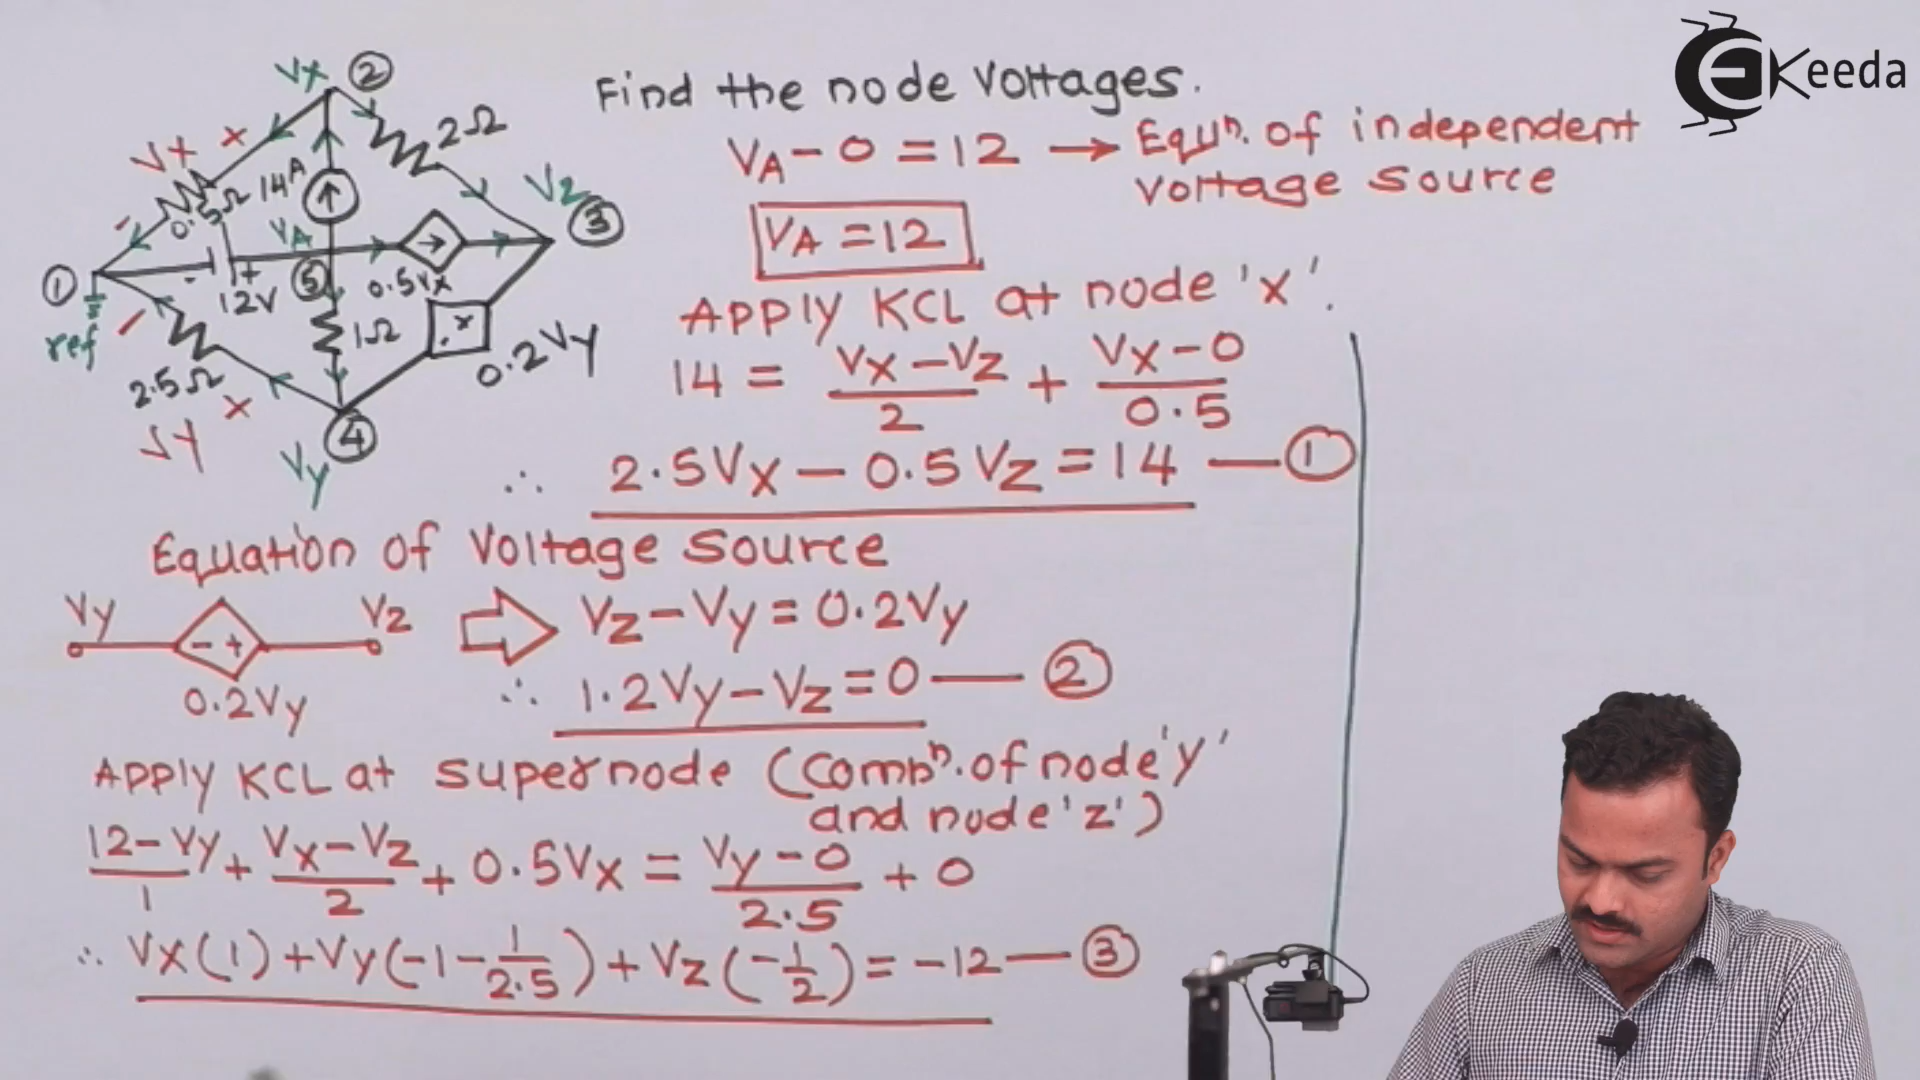 EKeeda
Find the node Voltages.
VA - 0 = 12 → Equⁿ. of independent
Voltage source
VA = 12
Apply KCL at node 'x'.
14 = (Vx - Vz)/2 + (Vx - 0)/0.5
∴ 2.5Vx - 0.5Vz = 14 — ①
Vx ②
Vx x
2Ω
14A
0.5Ω
Vz
③
VA
①
- + 
12V
⑤
0.5Vx
ref
1Ω
x .
0.2Vy
2.5Ω
Vy x
④
Vy
Equation of Voltage source
Vy - + Vz ⇒ Vz - Vy = 0.2Vy
0.2Vy
∴ 1.2Vy - Vz = 0 — ②
Apply KCL at supernode (Combⁿ. of node 'y'
and node 'z')
(12 - Vy)/1 + (Vx - Vz)/2 + 0.5Vx = (Vy - 0)/2.5 + 0
∴ Vx(1) + Vy(-1 - 1/2.5) + Vz(-1/2) = -12 — ③